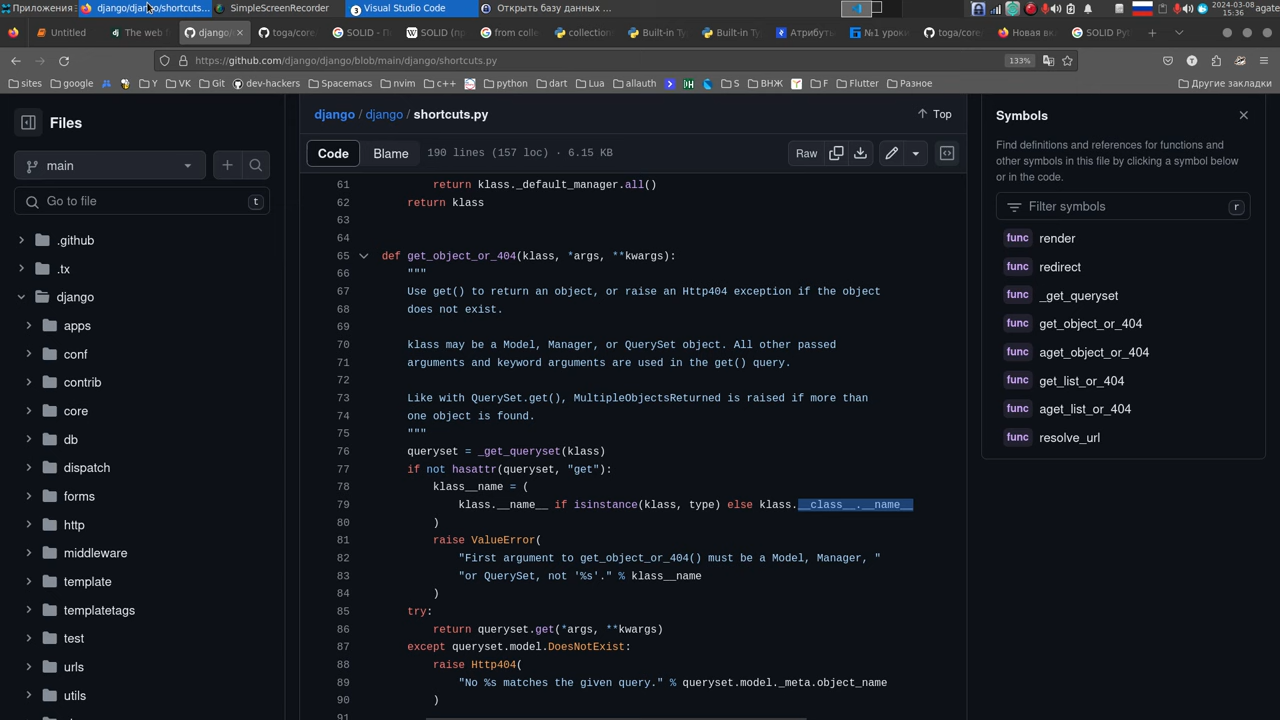 Приложения
django/django/shortcuts...
SimpleScreenRecorder
3 Visual Studio Code
Открыть базу данных ...
2024-03-08
15:36
agate
Untitled
The web f
django/
toga/core
SOLID - П
SOLID (п
from colle
collection
Built-in Ty
Built-in Ty
Атрибуты
№1 урок
toga/core
Новая вк
SOLID Py
https://github.com/django/django/blob/main/django/shortcuts.py
133%
sites
google
Y
VK
Git
dev-hackers
Spacemacs
nvim
c++
python
dart
Lua
allauth
S
ВНЖ
F
Flutter
Разное
Другие закладки
Files
main
Go to file
t
.github
.tx
django
apps
conf
contrib
core
db
dispatch
forms
http
middleware
template
templatetags
test
urls
utils
django / django / shortcuts.py
Top
Code
Blame
190 lines (157 loc) · 6.15 KB
Raw
61 return klass._default_manager.all()
62 return klass
63
64
65 def get_object_or_404(klass, *args, **kwargs):
66 """
67 Use get() to return an object, or raise an Http404 exception if the object
68 does not exist.
69
70 klass may be a Model, Manager, or QuerySet object. All other passed
71 arguments and keyword arguments are used in the get() query.
72
73 Like with QuerySet.get(), MultipleObjectsReturned is raised if more than
74 one object is found.
75 """
76 queryset = _get_queryset(klass)
77 if not hasattr(queryset, "get"):
78 klass__name = (
79 klass.__name__ if isinstance(klass, type) else klass.__class__.__name__
80 )
81 raise ValueError(
82 "First argument to get_object_or_404() must be a Model, Manager, "
83 "or QuerySet, not '%s'." % klass__name
84 )
85 try:
86 return queryset.get(*args, **kwargs)
87 except queryset.model.DoesNotExist:
88 raise Http404(
89 "No %s matches the given query." % queryset.model._meta.object_name
90 )
91
Symbols
Find definitions and references for functions and
other symbols in this file by clicking a symbol below
or in the code.
Filter symbols
r
func render
func redirect
func _get_queryset
func get_object_or_404
func aget_object_or_404
func get_list_or_404
func aget_list_or_404
func resolve_url